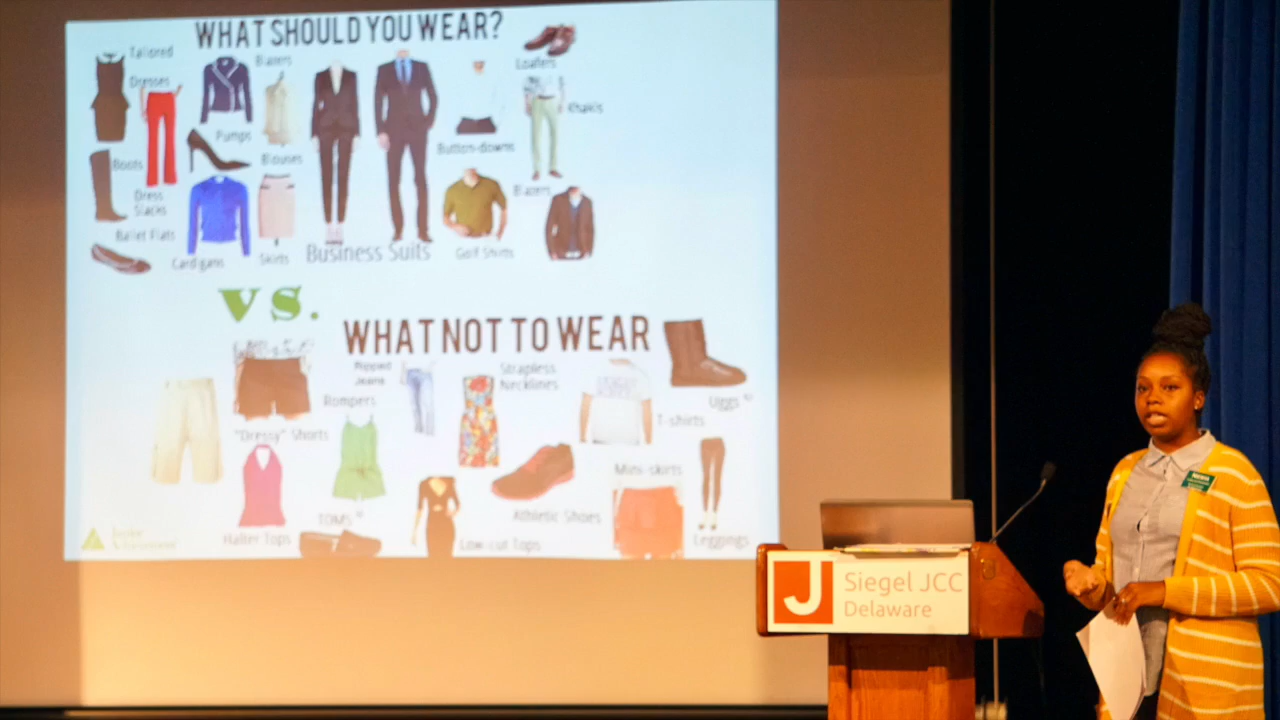 WHAT SHOULD YOU WEAR?
Tailored
Dresses
Blazers
Loafers
Khakis
Pumps
Blouses
Button-downs
Boots
Dress
Slacks
Blazers
Ballet Flats
Cardigans
Skirts
Business Suits
Golf Shirts
VS.
WHAT NOT TO WEAR
Ripped
Jeans
Strapless
Necklines
Rompers
Uggs
T-shirts
"Dressy" Shorts
Mini-skirts
TOMS
Athletic Shoes
Halter Tops
Low-cut Tops
Leggings
Junior
Achievement
J
Siegel JCC
Delaware